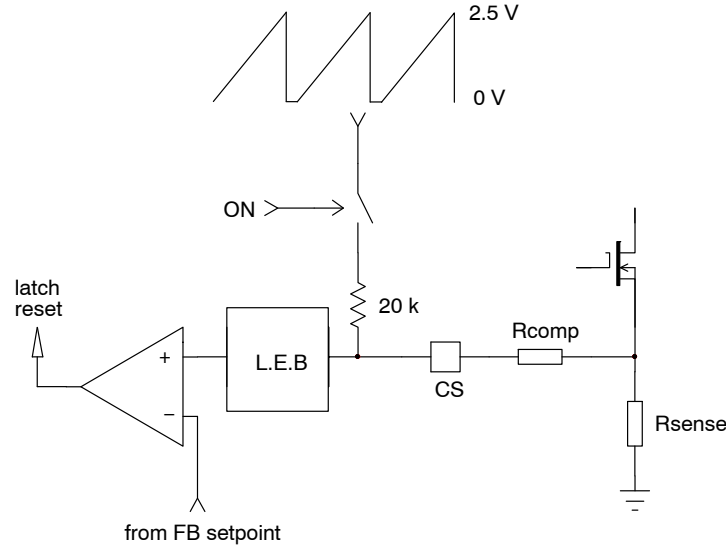 2.5 V
0 V
ON
20 k
latch
reset
Rcomp
L.E.B
+
CS
−
Rsense
from FB setpoint